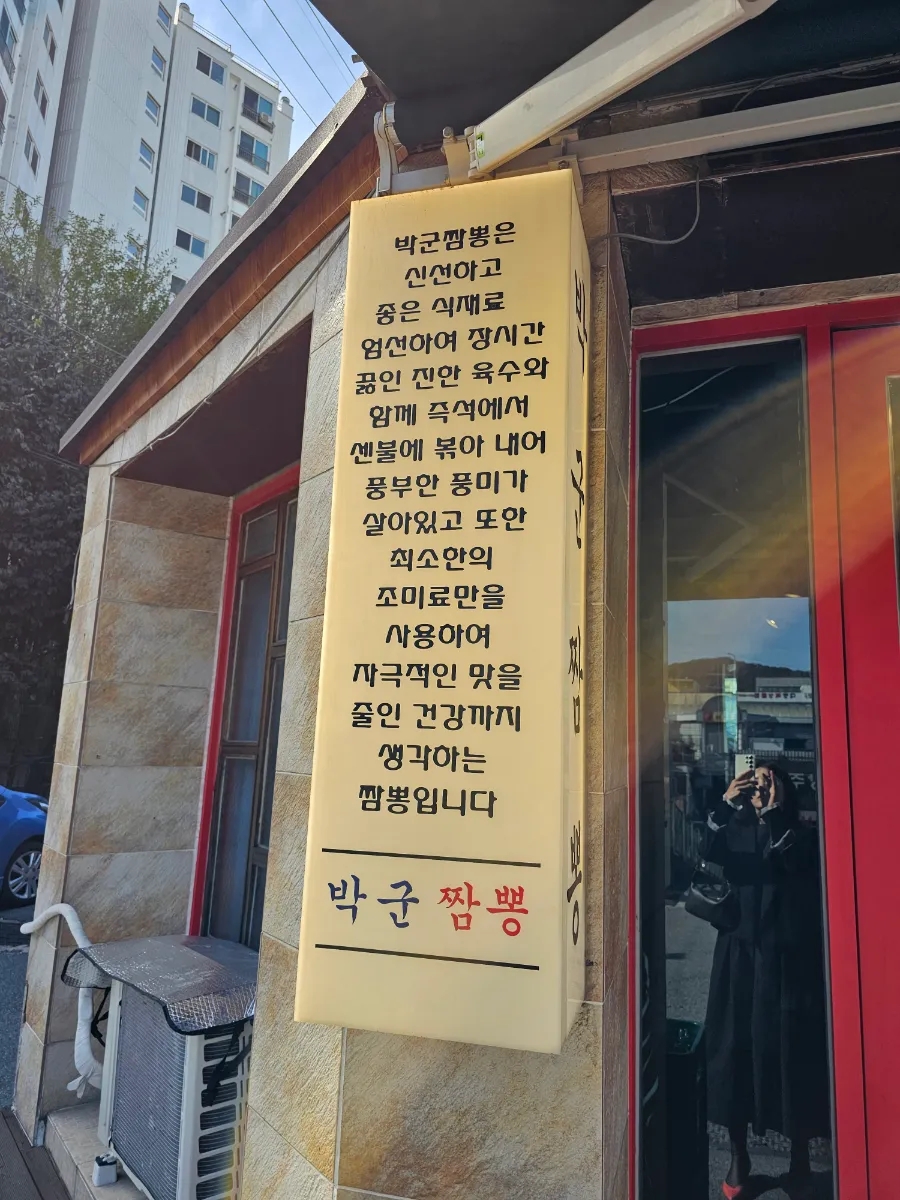 박군짬뽕은
신선하고
좋은 식재료
엄선하여 장시간
끓인 진한 육수와
함께 즉석에서
센불에 볶아 내어
풍부한 풍미가
살아있고 또한
최소한의
조미료만을
사용하여
자극적인 맛을
줄인 건강까지
생각하는
짬뽕입니다
박군 짬뽕
박군짬뽕